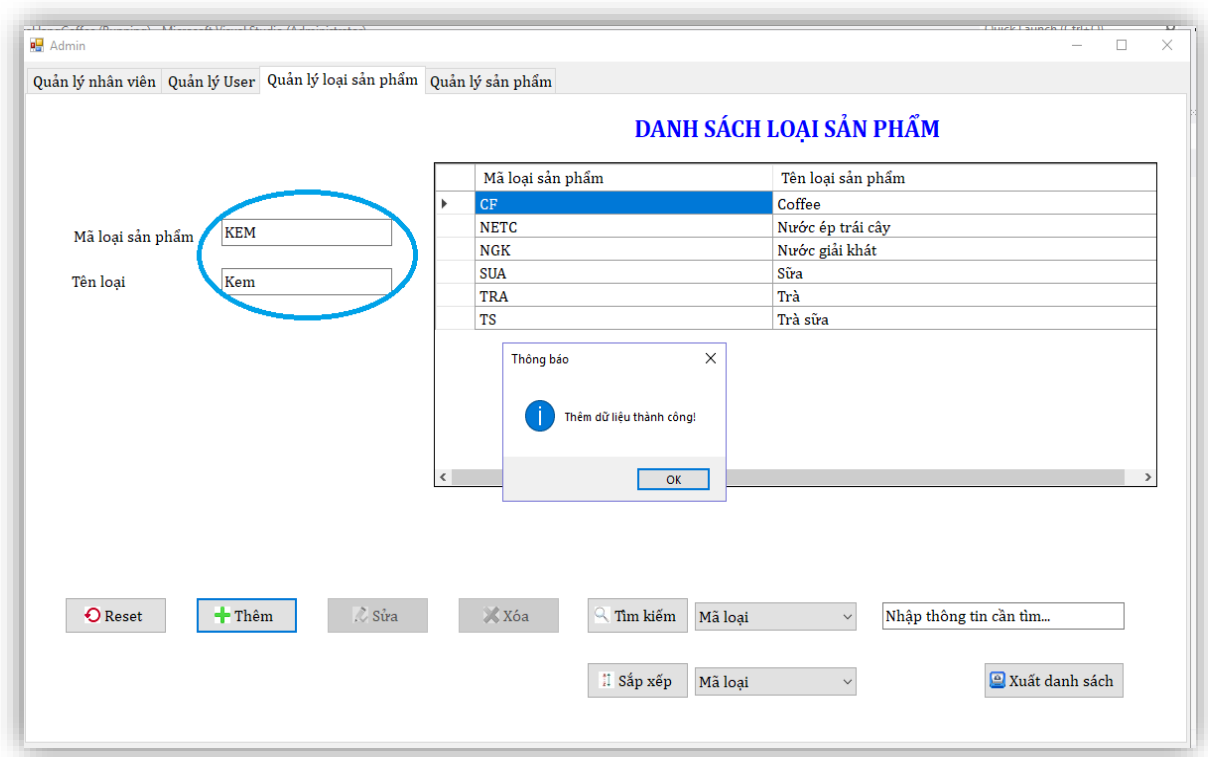 Admin
Quản lý nhân viên Quản lý User Quản lý loại sản phẩm Quản lý sản phẩm
DANH SÁCH LOẠI SẢN PHẨM
Mã loại sản phẩm Tên loại sản phẩm
CF Coffee
NETC Nước ép trái cây
NGK Nước giải khát
SUA Sữa
TRA Trà
TS Trà sữa
Mã loại sản phẩm KEM
Tên loại Kem
Thông báo
Thêm dữ liệu thành công!
OK
Reset Thêm Sửa Xóa Tìm kiếm Mã loại Nhập thông tin cần tìm...
Sắp xếp Mã loại Xuất danh sách